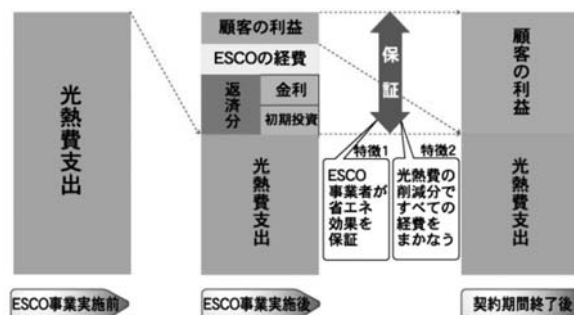 光熱費支出
顧客の利益
ESCOの経費
返済分
金利
初期投資
光熱費支出
保証
特徴1
ESCO
事業者が
省エネ
効果を
保証
特徴2
光熱費の
削減分で
すべての
経費を
まかなう
顧客の利益
光熱費支出
ESCO事業実施前
ESCO事業実施後
契約期間終了後